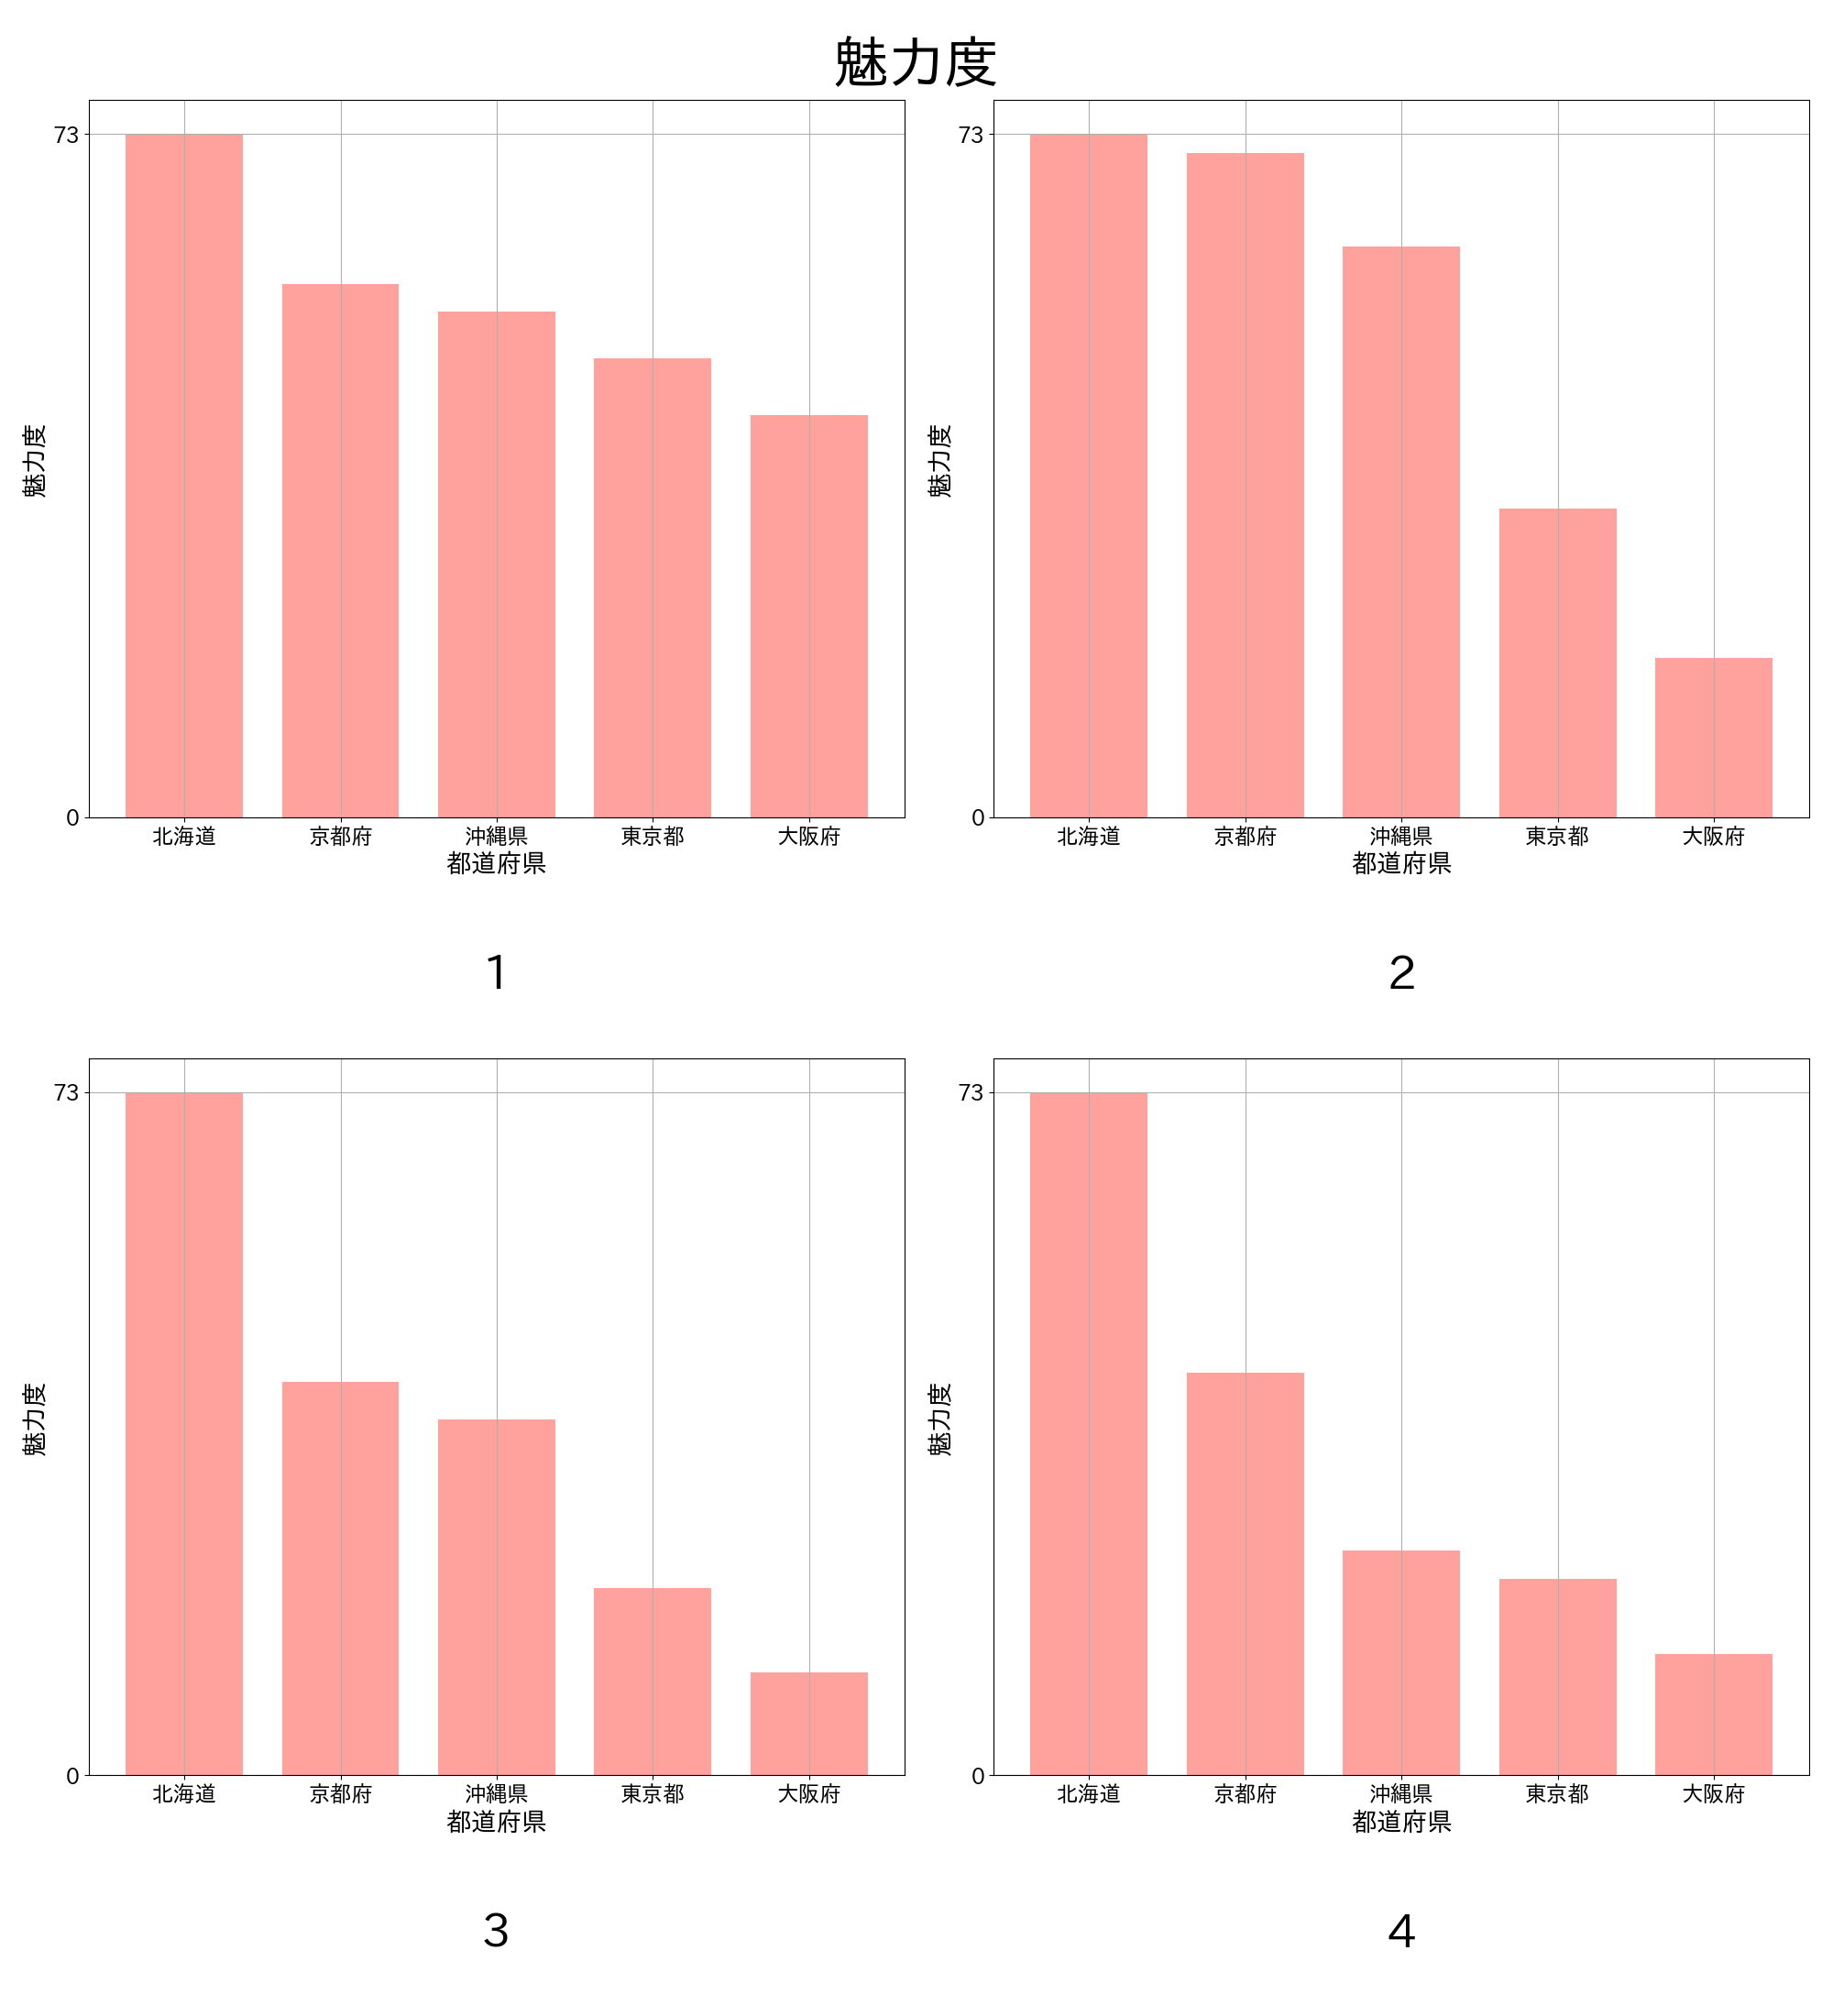 魅力度
73
0
魅力度
北海道 京都府 沖縄県 東京都 大阪府
都道府県
1
73
0
魅力度
北海道 京都府 沖縄県 東京都 大阪府
都道府県
2
73
0
魅力度
北海道 京都府 沖縄県 東京都 大阪府
都道府県
3
73
0
魅力度
北海道 京都府 沖縄県 東京都 大阪府
都道府県
4